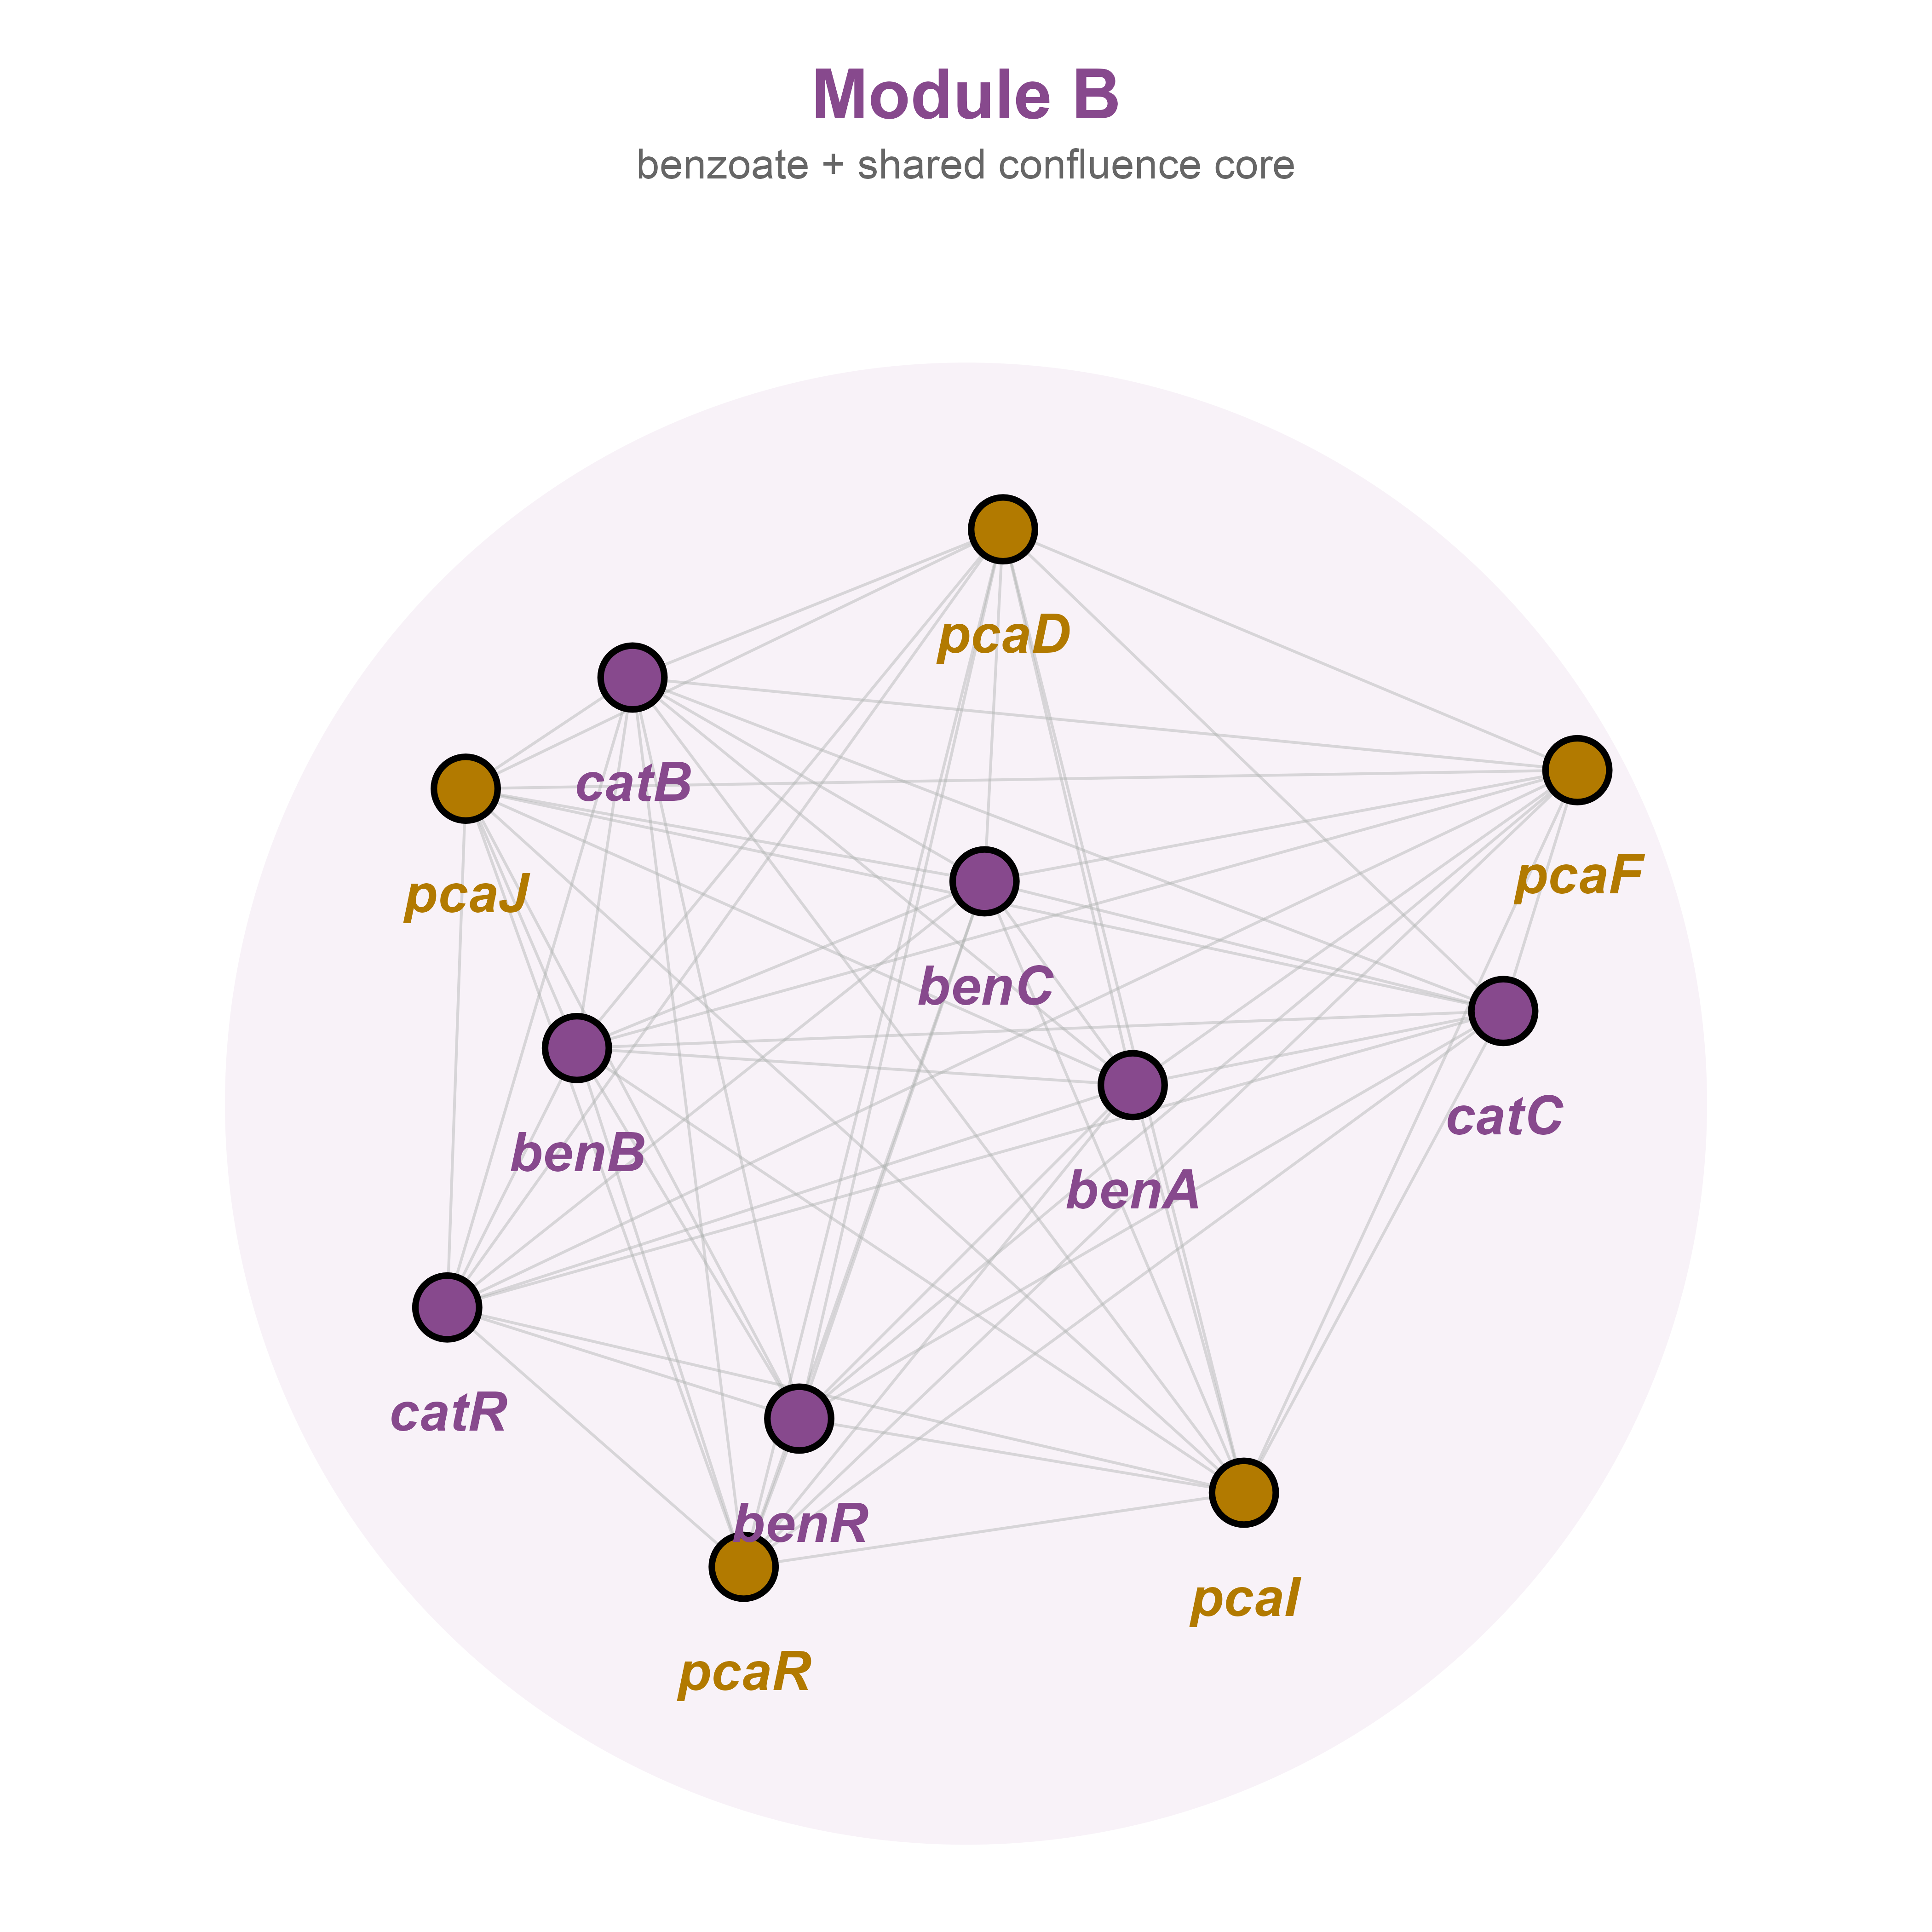 Module B
benzoate + shared confluence core
pcaD
catB
pcaJ
pcaF
benC
catC
benB
benA
catR
benR
pcaI
pcaR